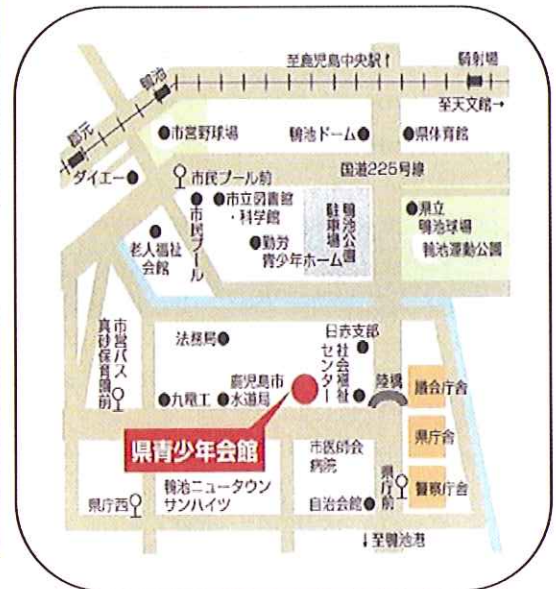 至鹿児島中央駅↑
騎射場
至天文館→
鴨池
郡元
市営野球場
鴨池ドーム
県体育館
ダイエー
市民プール前
国道225号線
市民プール
市立図書館
・科学館
勤労
青少年ホーム
鴨池公園
駐車場
県立
鴨池球場
鴨池運動公園
老人福祉
会館
市営バス
真砂保育園前
法務局
日赤支部
社会福祉
センター
陸橋
議会庁舎
九電工
鹿児島市
水道局
県青少年会館
市医師会
病院
県庁舎
県庁西
鴨池ニュータウン
サンハイツ
自治会館
県庁前
警察庁舎
↓至鴨池港